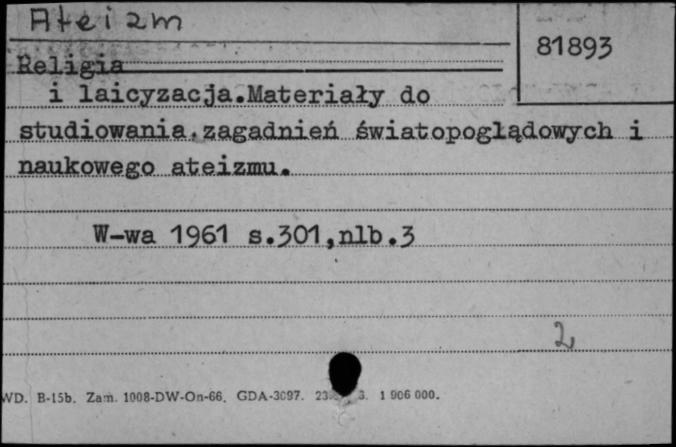 Ateizm
81893
Religia
i laicyzacja.Materiały do
studiowania.zagadnień światopoglądowych i
naukowego ateizmu.
W-wa 1961 s.301,nlb.3
2
WD. B-15b. Zam. 1008-DW-On-66. GDA-3097. 1 906 000.